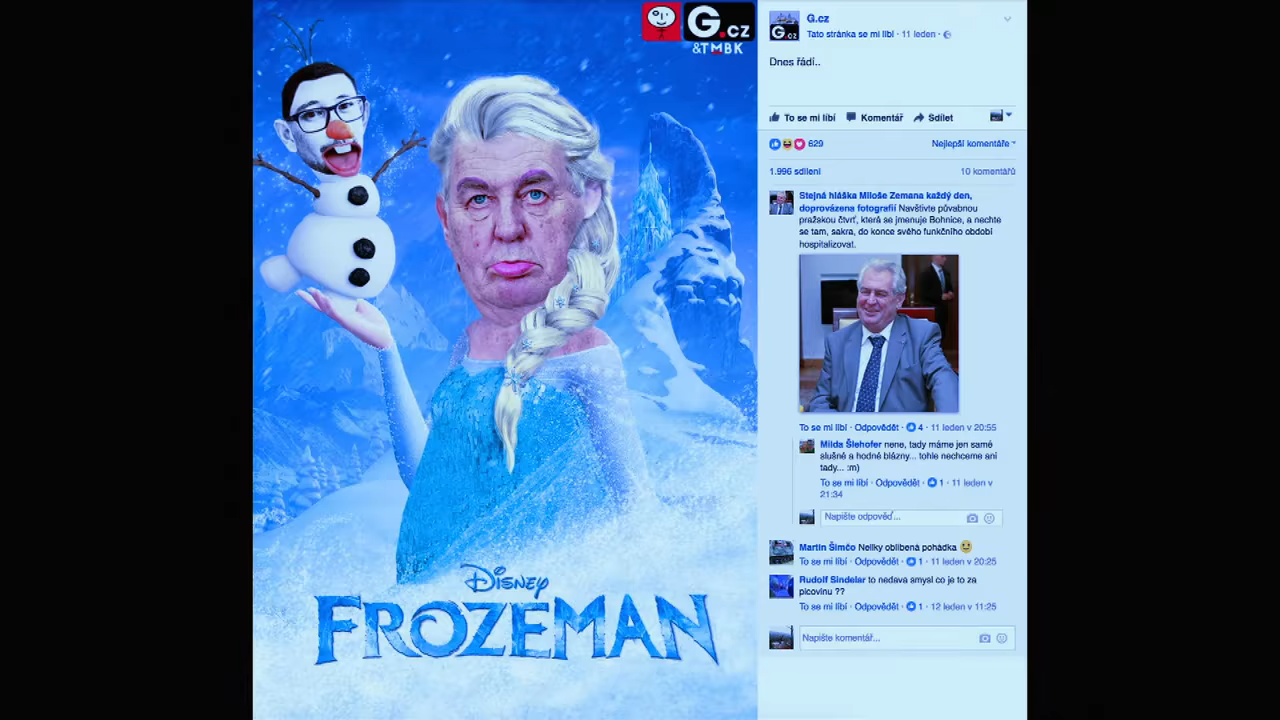 G.cz
&TMBK
DISNEY
FROZEMAN
G.cz
G.cz
Tato stránka se mi líbí · 11 leden ·
Dnes řádí..
To se mi líbí Komentář Sdílet
629 Nejlepší komentáře
1.996 sdílení 10 komentářů
Stejná hláška Miloše Zemana každý den,
doprovázena fotografií Navštivte půvabnou
pražskou čtvrť, která se jmenuje Bohnice, a nechte
se tam, sakra, do konce svého funkčního období
hospitalizovat.
To se mi líbí · Odpovědět · 4 · 11 leden v 20:55
Milda Šlehofer nene, tady máme jen samé
slušné a hodné blázny... tohle nechceme ani
tady... :m)
To se mi líbí · Odpovědět · 1 · 11 leden v
21:34
Napište odpověď...
Martin Šimčo Nellky oblíbená pohádka
To se mi líbí · Odpovědět · 1 · 11 leden v 20:25
Rudolf Sindelar to nedava smysl co je to za
picovinu ??
To se mi líbí · Odpovědět · 1 · 12 leden v 11:25
Napište komentář...